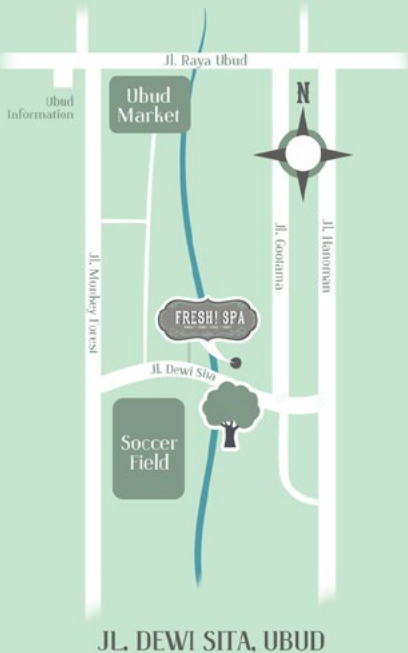 Jl. Raya Ubud
Ubud
Information
Ubud
Market
N
Jl. Monkey Forest
Jl. Gootama
Jl. Hanoman
FRESH! SPA
Jl. Dewi Sita
Soccer
Field
JL. DEWI SITA, UBUD